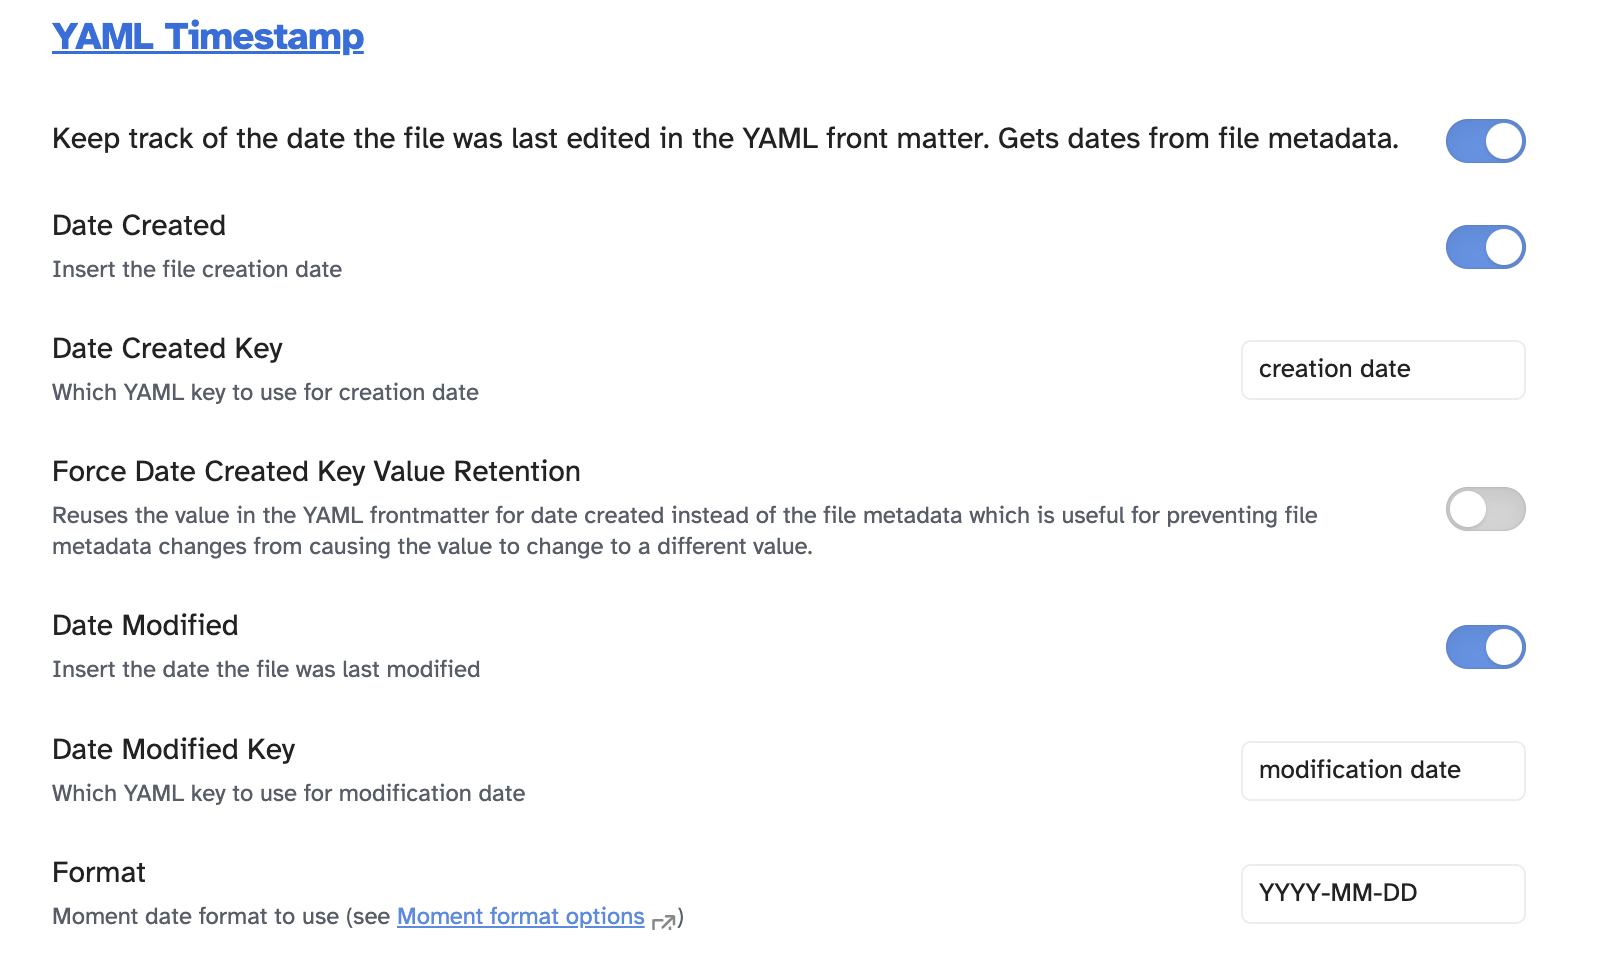 YAML Timestamp
Keep track of the date the file was last edited in the YAML front matter. Gets dates from file metadata.
Date Created
Insert the file creation date
Date Created Key
Which YAML key to use for creation date
creation date
Force Date Created Key Value Retention
Reuses the value in the YAML frontmatter for date created instead of the file metadata which is useful for preventing file
metadata changes from causing the value to change to a different value.
Date Modified
Insert the date the file was last modified
Date Modified Key
Which YAML key to use for modification date
modification date
Format
Moment date format to use (see Moment format options )
YYYY-MM-DD